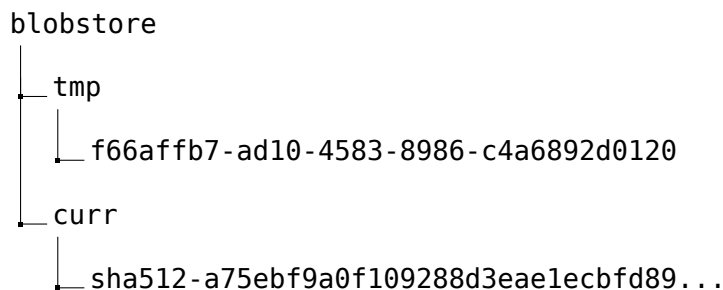 blobstore
tmp
f66affb7-ad10-4583-8986-c4a6892d0120
curr
sha512-a75ebf9a0f109288d3eae1ecbfd89...